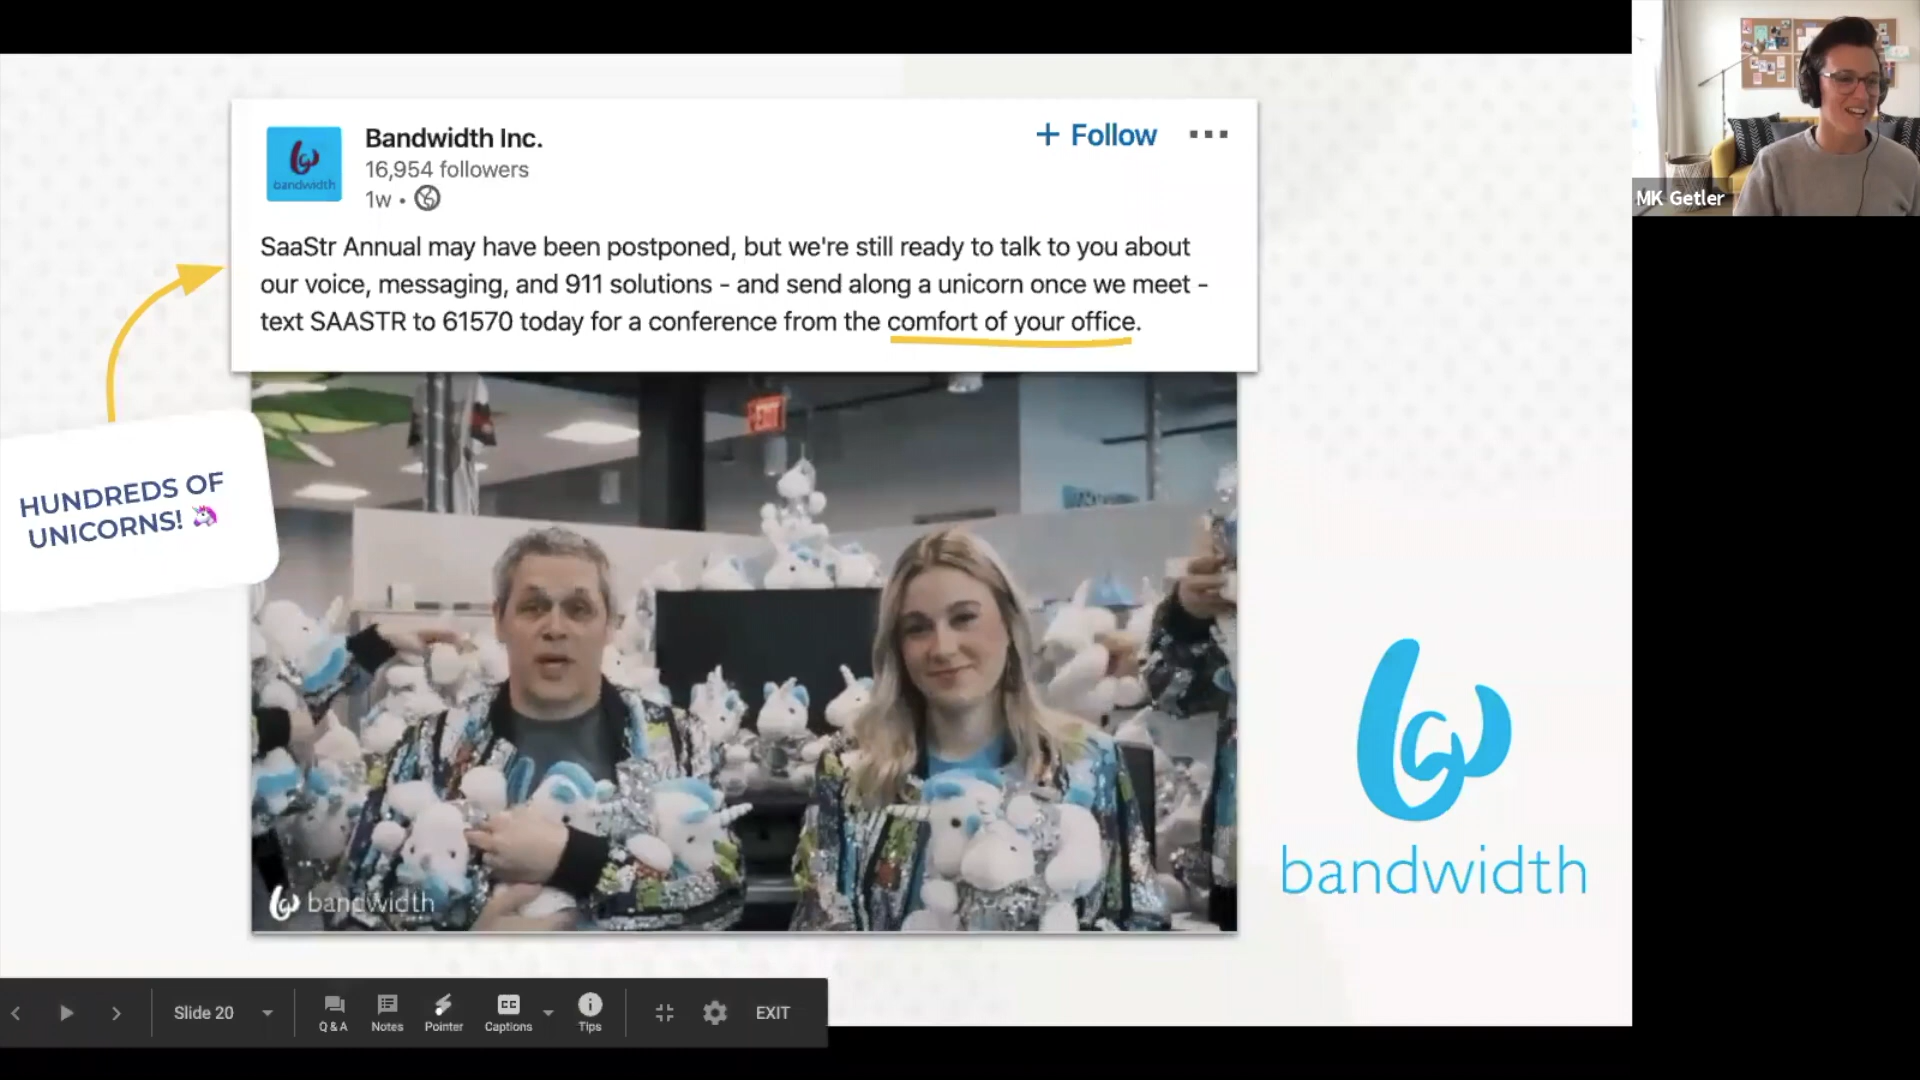 Bandwidth Inc.
+ Follow
16,954 followers
1w •
bandwidth
SaaStr Annual may have been postponed, but we're still ready to talk to you about
our voice, messaging, and 911 solutions - and send along a unicorn once we meet -
text SAASTR to 61570 today for a conference from the comfort of your office.
HUNDREDS OF
UNICORNS! 🦄
EXIT
bandwidth
bandwidth
MK Getler
Slide 20
Q & A
Notes
Pointer
CC
Captions
Tips
EXIT